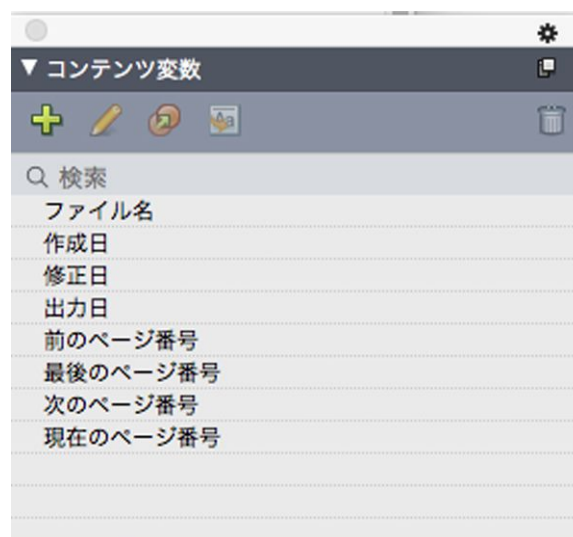 コンテンツ変数
Aa
検索
ファイル名
作成日
修正日
出力日
前のページ番号
最後のページ番号
次のページ番号
現在のページ番号